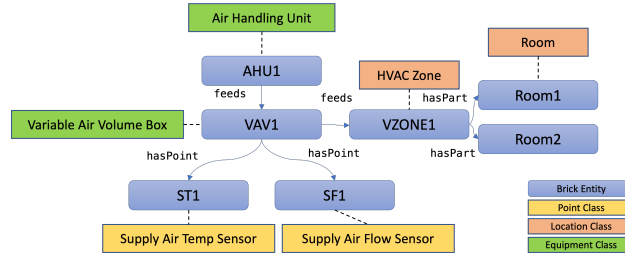 Air Handling Unit
Room
AHU1
HVAC Zone
feeds
feeds
hasPart
Room1
Variable Air Volume Box
VAV1
VZONE1
Room2
hasPoint
hasPoint
hasPart
ST1
SF1
Brick Entity
Point Class
Supply Air Temp Sensor
Supply Air Flow Sensor
Location Class
Equipment Class